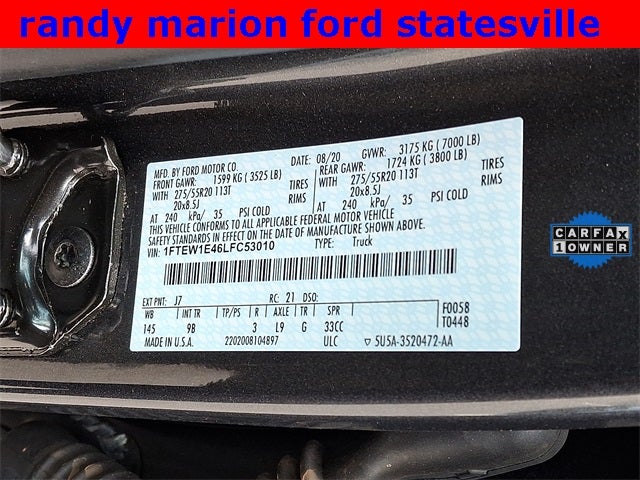 randy marion ford statesville
MFD. BY FORD MOTOR CO.
DATE: 08/20 GVWR: 3175 KG ( 7000 LB)
FRONT GAWR: 1599 KG ( 3525 LB) REAR GAWR: 1724 KG ( 3800 LB)
WITH 275/55R20 113T TIRES WITH 275/55R20 113T TIRES
20x8.5J RIMS 20x8.5J RIMS
AT 240 kPa/ 35 PSI COLD AT 240 kPa/ 35 PSI COLD
THIS VEHICLE CONFORMS TO ALL APPLICABLE FEDERAL MOTOR VEHICLE
SAFETY STANDARDS IN EFFECT ON THE DATE OF MANUFACTURE SHOWN ABOVE.
VIN: 1FTEW1E46LFC53010 TYPE: Truck
EXT PNT: J7 RC: 21 DSO: F0058
WB INT TR TP/PS R AXLE TR SPR T0448
145 9B 3 L9 G 33CC
MADE IN U.S.A. 2202008104897 ULC ▽ 5U5A-3520472-AA
CARFAX
1 OWNER